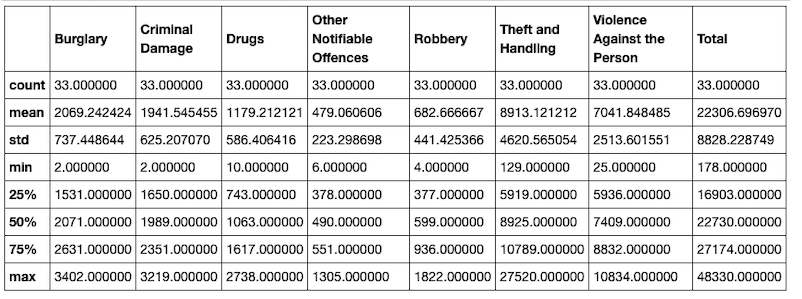 Burglary Criminal Damage Drugs Other Notifiable Offences Robbery Theft and Handling Violence Against the Person Total
count 33.000000 33.000000 33.000000 33.000000 33.000000 33.000000 33.000000 33.000000
mean 2069.242424 1941.545455 1179.212121 479.060606 682.666667 8913.121212 7041.848485 22306.696970
std 737.448644 625.207070 586.406416 223.298698 441.425366 4620.565054 2513.601551 8828.228749
min 2.000000 2.000000 10.000000 6.000000 4.000000 129.000000 25.000000 178.000000
25% 1531.000000 1650.000000 743.000000 378.000000 377.000000 5919.000000 5936.000000 16903.000000
50% 2071.000000 1989.000000 1063.000000 490.000000 599.000000 8925.000000 7409.000000 22730.000000
75% 2631.000000 2351.000000 1617.000000 551.000000 936.000000 10789.000000 8832.000000 27174.000000
max 3402.000000 3219.000000 2738.000000 1305.000000 1822.000000 27520.000000 10834.000000 48330.000000